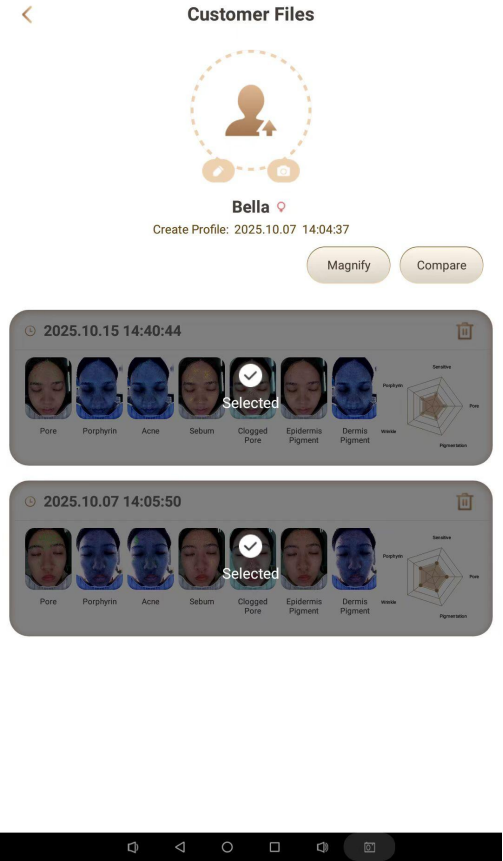 Customer Files
Bella
Create Profile: 2025.10.07 14:04:37
Magnify
Compare
2025.10.15 14:40:44
Selected
Pore
Porphyrin
Acne
Sebum
Clogged
Pore
Epidermis
Pigment
Dermis
Pigment
Sensitive
Porphyrin
Pore
Wrinkle
Pigmentation
2025.10.07 14:05:50
Selected
Pore
Porphyrin
Acne
Sebum
Clogged
Pore
Epidermis
Pigment
Dermis
Pigment
Sensitive
Porphyrin
Pore
Wrinkle
Pigmentation